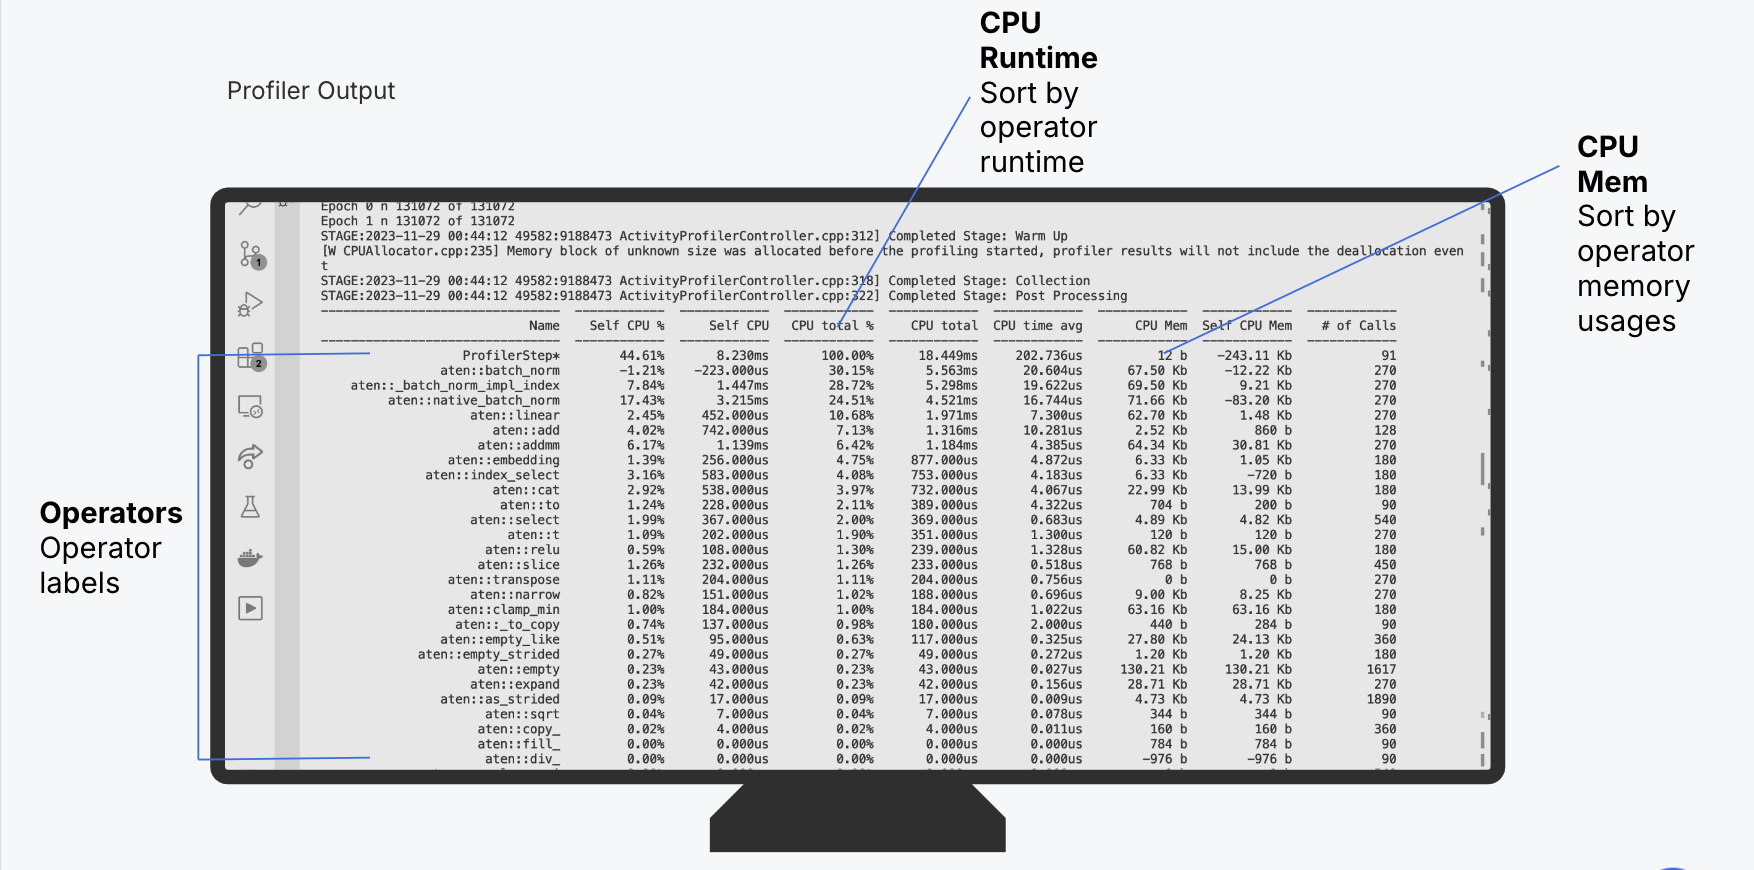 CPU
Runtime
Sort by
operator
runtime
Profiler Output
CPU
Mem
Sort by
operator
memory
usages
Operators
Operator
labels
1
2
Epoch 0 n 131072 of 131072
Epoch 1 n 131072 of 131072
STAGE:2023-11-29 00:44:12 49582:9188473 ActivityProfilerController.cpp:312] Completed Stage: Warm Up
[W CPUAllocator.cpp:235] Memory block of unknown size was allocated before the profiling started, profiler results will not include the deallocation even
t
STAGE:2023-11-29 00:44:12 49582:9188473 ActivityProfilerController.cpp:318] Completed Stage: Collection
STAGE:2023-11-29 00:44:12 49582:9188473 ActivityProfilerController.cpp:322] Completed Stage: Post Processing
Name Self CPU % Self CPU CPU total % CPU total CPU time avg CPU Mem Self CPU Mem # of Calls
ProfilerStep* 44.61% 8.230ms 100.00% 18.449ms 202.736us 12 b -243.11 Kb 91
aten::batch_norm -1.21% -223.000us 30.15% 5.563ms 20.604us 67.50 Kb -12.22 Kb 270
aten::_batch_norm_impl_index 7.84% 1.447ms 28.72% 5.298ms 19.622us 69.50 Kb 9.21 Kb 270
aten::native_batch_norm 17.43% 3.215ms 24.51% 4.521ms 16.744us 71.66 Kb -83.20 Kb 270
aten::linear 2.45% 452.000us 10.68% 1.971ms 7.300us 62.70 Kb 1.48 Kb 270
aten::add 4.02% 742.000us 7.13% 1.316ms 10.281us 2.52 Kb 860 b 128
aten::addmm 6.17% 1.139ms 6.42% 1.184ms 4.385us 64.34 Kb 30.81 Kb 270
aten::embedding 1.39% 256.000us 4.75% 877.000us 4.872us 6.33 Kb 1.05 Kb 180
aten::index_select 3.16% 583.000us 4.08% 753.000us 4.183us 6.33 Kb -720 b 180
aten::cat 2.92% 538.000us 3.97% 732.000us 4.067us 22.99 Kb 13.99 Kb 180
aten::to 1.24% 228.000us 2.11% 389.000us 4.322us 704 b 200 b 90
aten::select 1.99% 367.000us 2.00% 369.000us 0.683us 4.89 Kb 4.82 Kb 540
aten::t 1.09% 202.000us 1.90% 351.000us 1.300us 120 b 120 b 270
aten::relu 0.59% 108.000us 1.30% 239.000us 1.328us 60.82 Kb 15.00 Kb 180
aten::slice 1.26% 232.000us 1.26% 233.000us 0.518us 768 b 768 b 450
aten::transpose 1.11% 204.000us 1.11% 204.000us 0.756us 0 b 0 b 270
aten::narrow 0.82% 151.000us 1.02% 188.000us 0.696us 9.00 Kb 8.25 Kb 270
aten::clamp_min 1.00% 184.000us 1.00% 184.000us 1.022us 63.16 Kb 63.16 Kb 180
aten::_to_copy 0.74% 137.000us 0.98% 180.000us 2.000us 440 b 284 b 90
aten::empty_like 0.51% 95.000us 0.63% 117.000us 0.325us 27.80 Kb 24.13 Kb 360
aten::empty_strided 0.27% 49.000us 0.27% 49.000us 0.272us 1.20 Kb 1.20 Kb 180
aten::empty 0.23% 43.000us 0.23% 43.000us 0.027us 130.21 Kb 130.21 Kb 1617
aten::expand 0.23% 42.000us 0.23% 42.000us 0.156us 28.71 Kb 28.71 Kb 270
aten::as_strided 0.09% 17.000us 0.09% 17.000us 0.009us 4.73 Kb 4.73 Kb 1890
aten::sqrt 0.04% 7.000us 0.04% 7.000us 0.078us 344 b 344 b 90
aten::copy_ 0.02% 4.000us 0.02% 4.000us 0.011us 160 b 160 b 360
aten::fill_ 0.00% 0.000us 0.00% 0.000us 0.000us 784 b 784 b 90
aten::div_ 0.00% 0.000us 0.00% 0.000us 0.000us -976 b -976 b 90